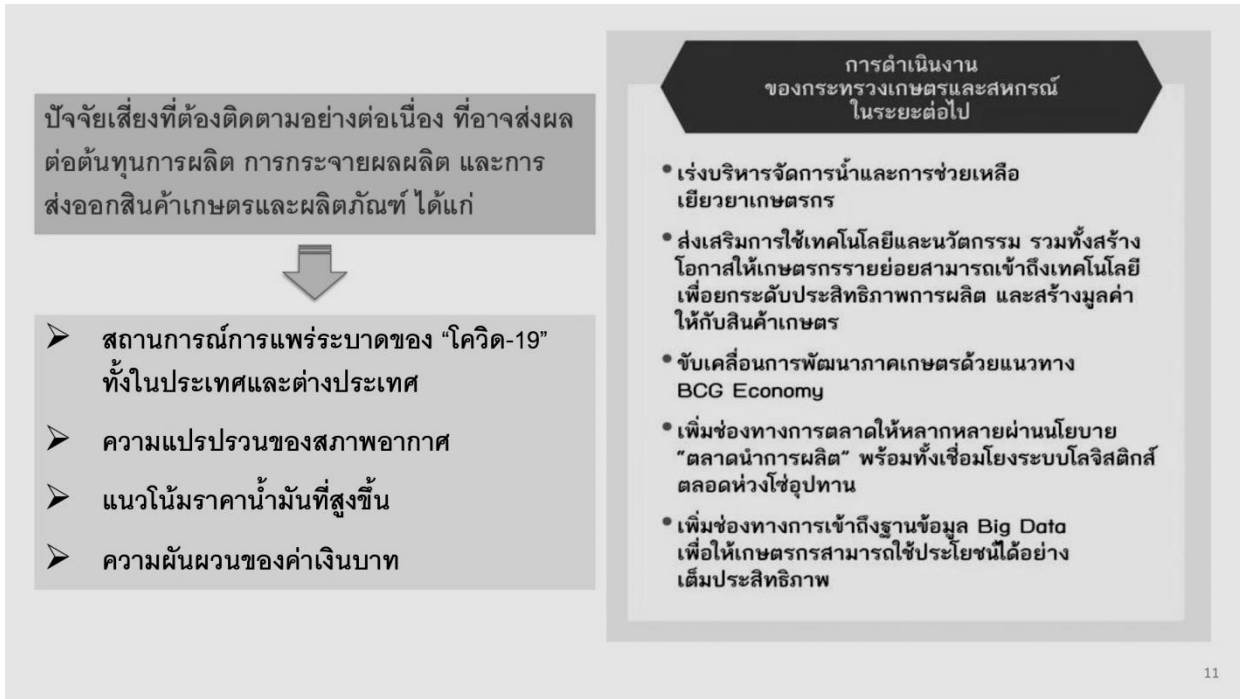 ปัจจัยเสี่ยงที่ต้องติดตามอย่างต่อเนื่อง ที่อาจส่งผล
ต่อต้นทุนการผลิต การกระจายผลผลิต และการ
ส่งออกสินค้าเกษตรและผลิตภัณฑ์ ได้แก่
➢ สถานการณ์การแพร่ระบาดของ “โควิด-19”
ทั้งในประเทศและต่างประเทศ
➢ ความแปรปรวนของสภาพอากาศ
➢ แนวโน้มราคาน้ำมันที่สูงขึ้น
➢ ความผันผวนของค่าเงินบาท
การดำเนินงาน
ของกระทรวงเกษตรและสหกรณ์
ในระยะต่อไป
• เร่งบริหารจัดการน้ำและการช่วยเหลือ
เยียวยาเกษตรกร
• ส่งเสริมการใช้เทคโนโลยีและนวัตกรรม รวมทั้งสร้าง
โอกาสให้เกษตรกรรายย่อยสามารถเข้าถึงเทคโนโลยี
เพื่อยกระดับประสิทธิภาพการผลิต และสร้างมูลค่า
ให้กับสินค้าเกษตร
• ขับเคลื่อนการพัฒนาภาคเกษตรด้วยแนวทาง
BCG Economy
• เพิ่มช่องทางการตลาดให้หลากหลายผ่านนโยบาย
“ตลาดนำการผลิต” พร้อมทั้งเชื่อมโยงระบบโลจิสติกส์
ตลอดห่วงโซ่อุปทาน
• เพิ่มช่องทางการเข้าถึงฐานข้อมูล Big Data
เพื่อให้เกษตรกรสามารถใช้ประโยชน์ได้อย่าง
เต็มประสิทธิภาพ
11